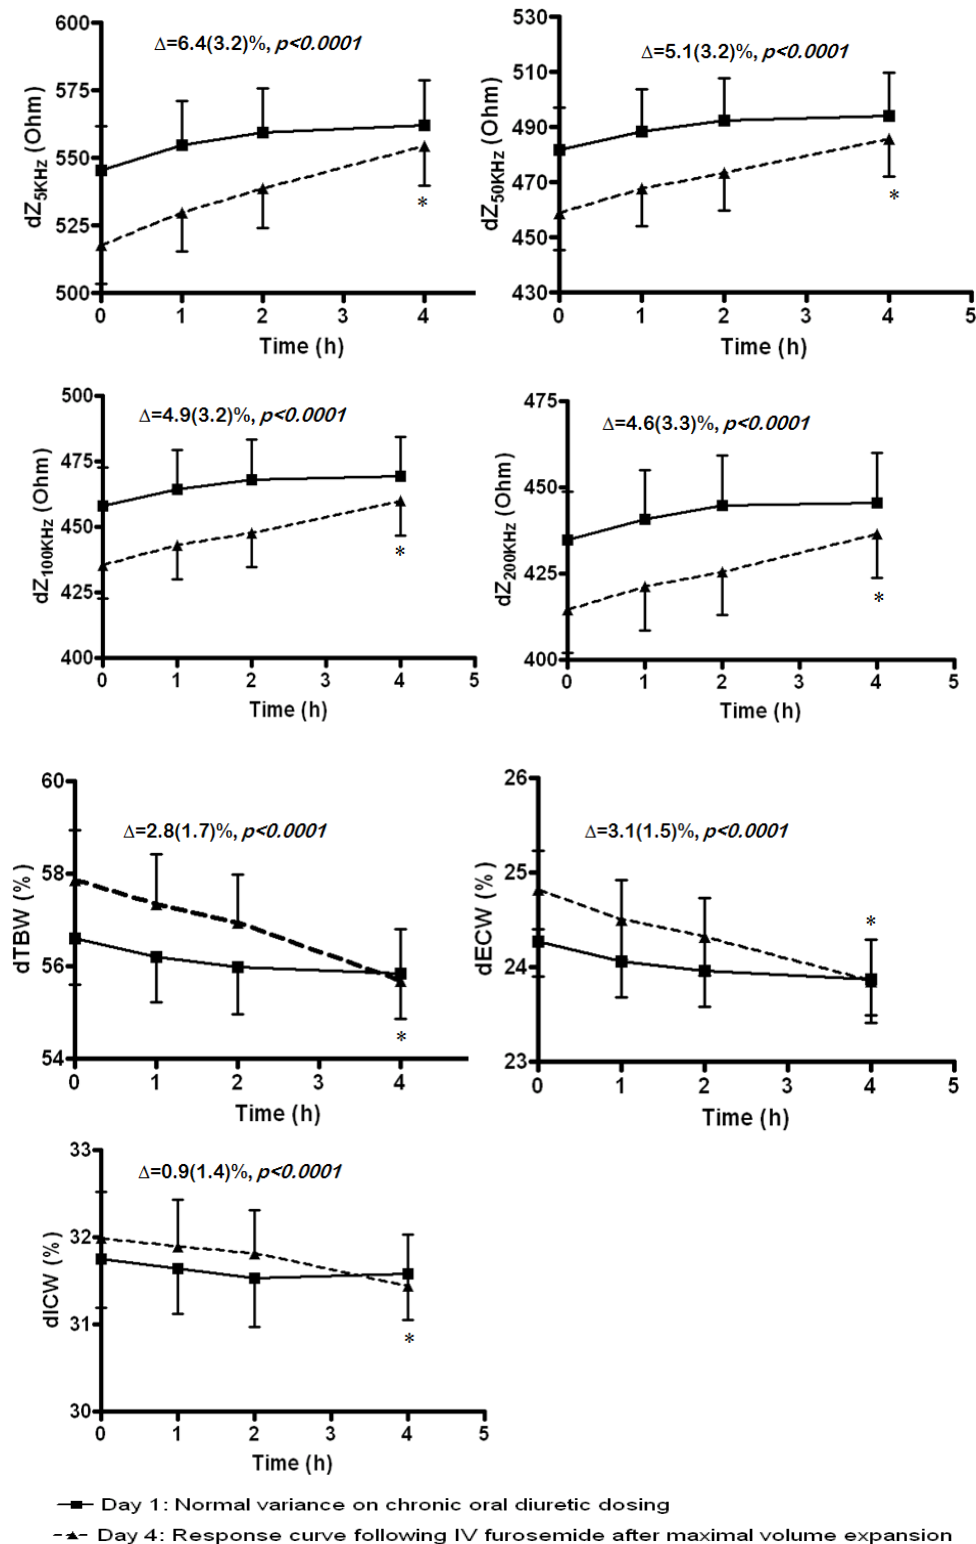 Δ=6.4(3.2)%, p<0.0001
dZ5KHz (Ohm)
600
575
550
525
500
0 1 2 3 4
Time (h)
Δ=5.1(3.2)%, p<0.0001
dZ50KHz (Ohm)
530
510
490
470
450
430
0 1 2 3 4 5
Time (h)
*
*
Δ=4.9(3.2)%, p<0.0001
dZ100KHz (Ohm)
500
475
450
425
400
0 1 2 3 4 5
Time (h)
*
Δ=4.6(3.3)%, p<0.0001
dZ200KHz (Ohm)
475
450
425
400
0 1 2 3 4 5
Time (h)
*
Δ=2.8(1.7)%, p<0.0001
dTBW (%)
60
58
56
54
0 1 2 3 4
Time (h)
*
Δ=3.1(1.5)%, p<0.0001
dECW (%)
26
25
24
23
0 1 2 3 4 5
Time (h)
*
Δ=0.9(1.4)%, p<0.0001
dICW (%)
33
32
31
30
0 1 2 3 4 5
Time (h)
*
Day 1: Normal variance on chronic oral diuretic dosing
Day 4: Response curve following IV furosemide after maximal volume expansion